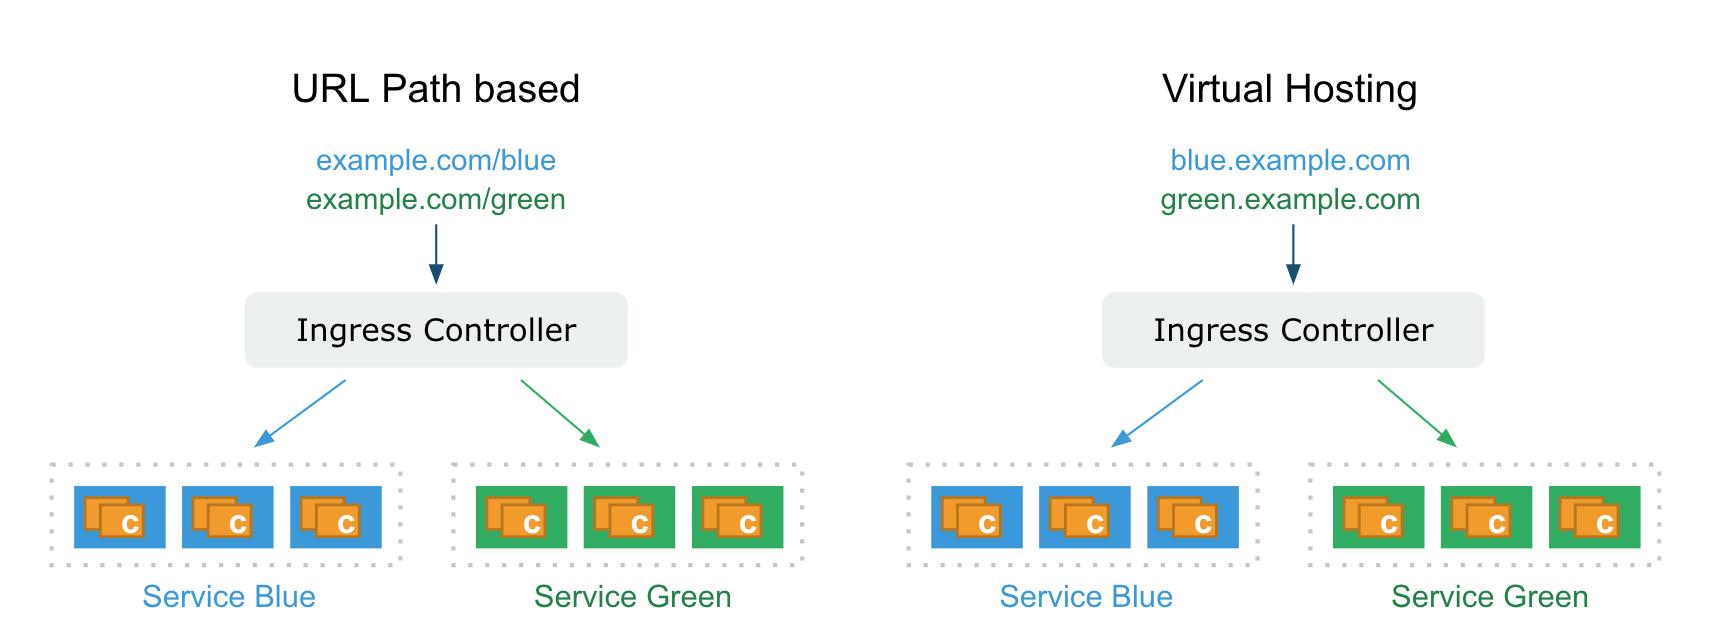 URL Path based
example.com/blue
example.com/green
Ingress Controller
C C C
C C C
Service Blue
Service Green
Virtual Hosting
blue.example.com
green.example.com
Ingress Controller
C C C
C C C
Service Blue
Service Green